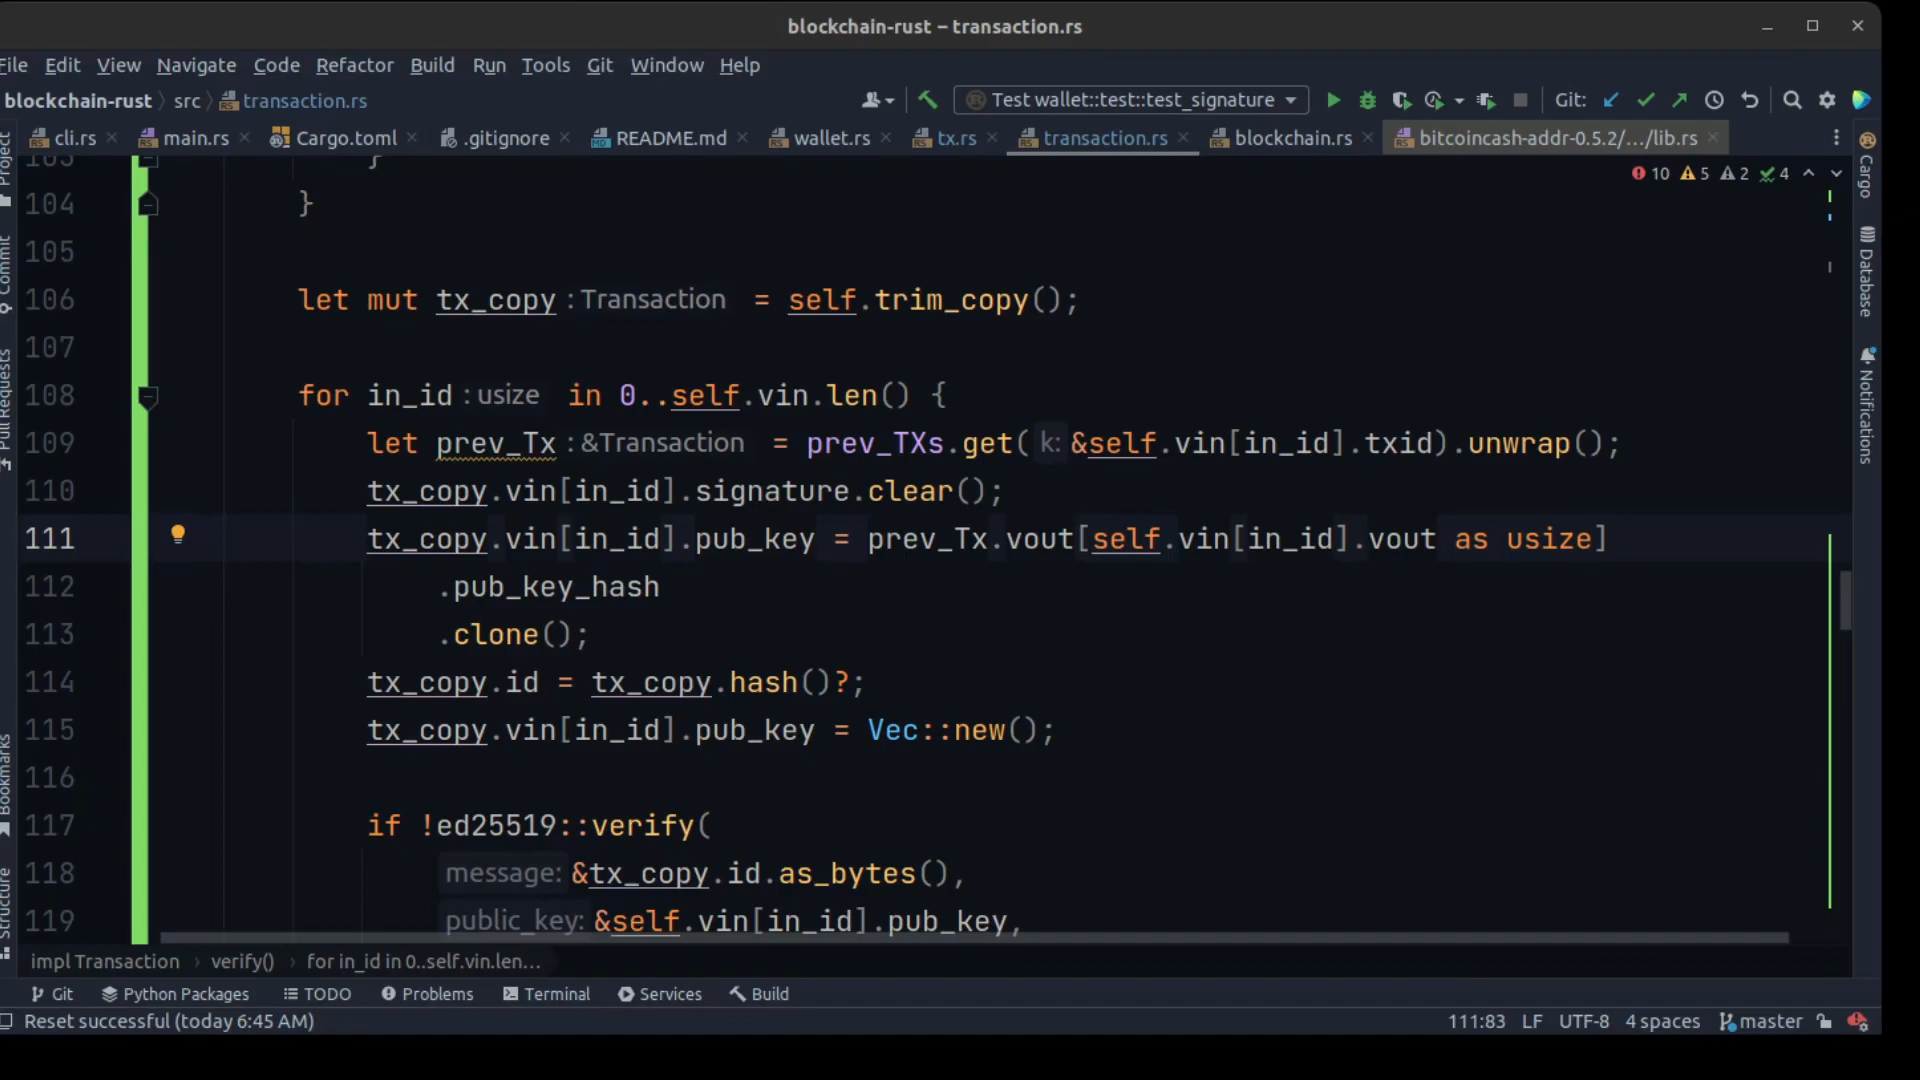 blockchain-rust – transaction.rs
File Edit View Navigate Code Refactor Build Run Tools Git Window Help
blockchain-rust src transaction.rs Test wallet::test::test_signature Git:
cli.rs main.rs Cargo.toml .gitignore README.md wallet.rs tx.rs transaction.rs blockchain.rs bitcoincash-addr-0.5.2/.../lib.rs
10 5 2 4
103 }
104 }
105
106 let mut tx_copy : Transaction = self.trim_copy();
107
108 for in_id : usize in 0..self.vin.len() {
109 let prev_Tx : &Transaction = prev_TXs.get( k: &self.vin[in_id].txid).unwrap();
110 tx_copy.vin[in_id].signature.clear();
111 tx_copy.vin[in_id].pub_key = prev_Tx.vout[self.vin[in_id].vout as usize]
112 .pub_key_hash
113 .clone();
114 tx_copy.id = tx_copy.hash()?;
115 tx_copy.vin[in_id].pub_key = Vec::new();
116
117 if !ed25519::verify(
118 message: &tx_copy.id.as_bytes(),
119 public_key: &self.vin[in_id].pub_key,
impl Transaction › verify() › for in_id in 0..self.vin.len...
Git Python Packages TODO Problems Terminal Services Build
Reset successful (today 6:45 AM) 111:83 LF UTF-8 4 spaces master
Project
Commit
Pull Requests
Bookmarks
Structure
Cargo
Database
Notifications